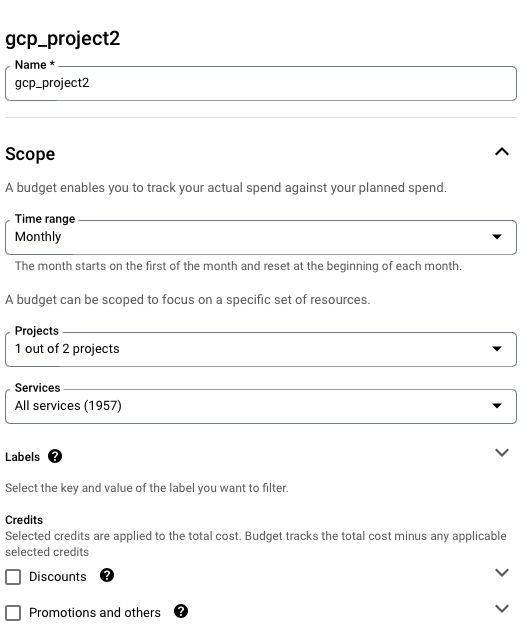 gcp_project2
Name *
gcp_project2
Scope
A budget enables you to track your actual spend against your planned spend.
Time range
Monthly
The month starts on the first of the month and reset at the beginning of each month.
A budget can be scoped to focus on a specific set of resources.
Projects
1 out of 2 projects
Services
All services (1957)
Labels ?
Select the key and value of the label you want to filter.
Credits
Selected credits are applied to the total cost. Budget tracks the total cost minus any applicable
selected credits
Discounts ?
Promotions and others ?